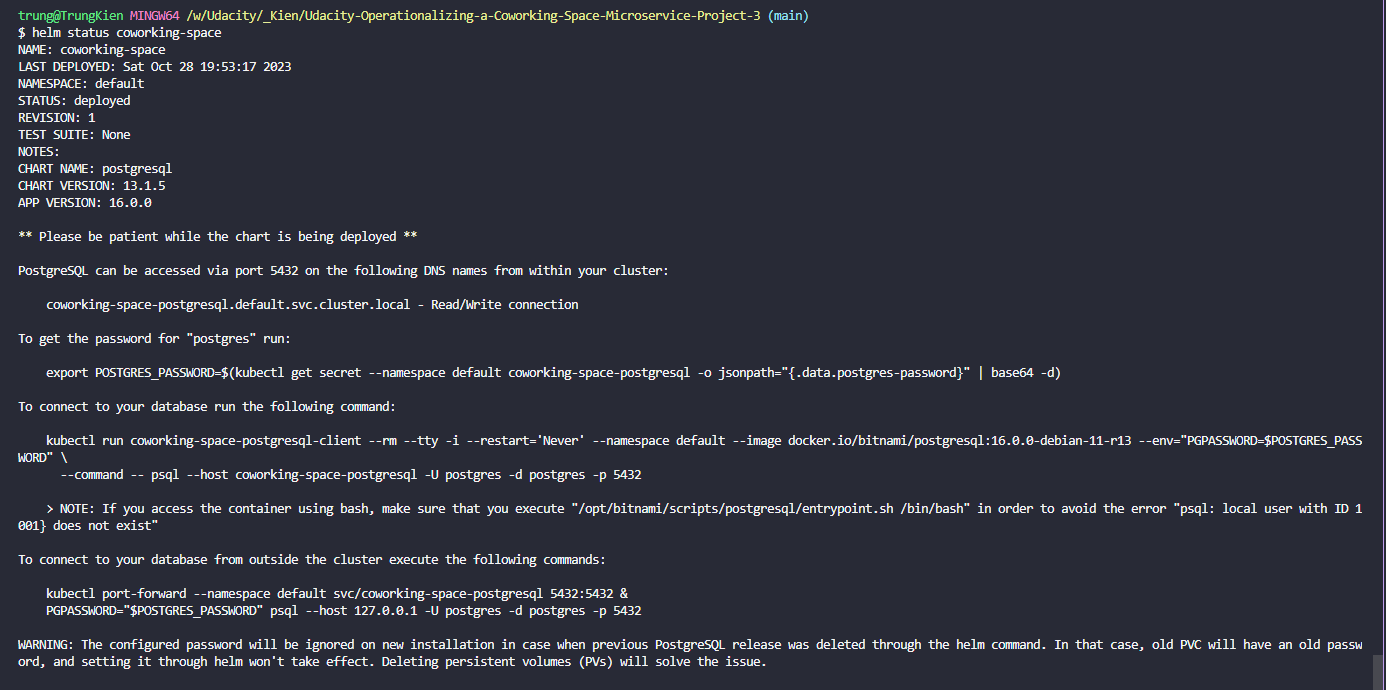 trung@TrungKien MINGW64 /w/Udacity/_Kien/Udacity-Operationalizing-a-Coworking-Space-Microservice-Project-3 (main)
$ helm status coworking-space
NAME: coworking-space
LAST DEPLOYED: Sat Oct 28 19:53:17 2023
NAMESPACE: default
STATUS: deployed
REVISION: 1
TEST SUITE: None
NOTES:
CHART NAME: postgresql
CHART VERSION: 13.1.5
APP VERSION: 16.0.0

** Please be patient while the chart is being deployed **

PostgreSQL can be accessed via port 5432 on the following DNS names from within your cluster:

    coworking-space-postgresql.default.svc.cluster.local - Read/Write connection

To get the password for "postgres" run:

    export POSTGRES_PASSWORD=$(kubectl get secret --namespace default coworking-space-postgresql -o jsonpath="{.data.postgres-password}" | base64 -d)

To connect to your database run the following command:

    kubectl run coworking-space-postgresql-client --rm --tty -i --restart='Never' --namespace default --image docker.io/bitnami/postgresql:16.0.0-debian-11-r13 --env="PGPASSWORD=$POSTGRES_PASS
WORD" \
      --command -- psql --host coworking-space-postgresql -U postgres -d postgres -p 5432

    > NOTE: If you access the container using bash, make sure that you execute "/opt/bitnami/scripts/postgresql/entrypoint.sh /bin/bash" in order to avoid the error "psql: local user with ID 1
001} does not exist"

To connect to your database from outside the cluster execute the following commands:

    kubectl port-forward --namespace default svc/coworking-space-postgresql 5432:5432 &
    PGPASSWORD="$POSTGRES_PASSWORD" psql --host 127.0.0.1 -U postgres -d postgres -p 5432

WARNING: The configured password will be ignored on new installation in case when previous PostgreSQL release was deleted through the helm command. In that case, old PVC will have an old passw
ord, and setting it through helm won't take effect. Deleting persistent volumes (PVs) will solve the issue.